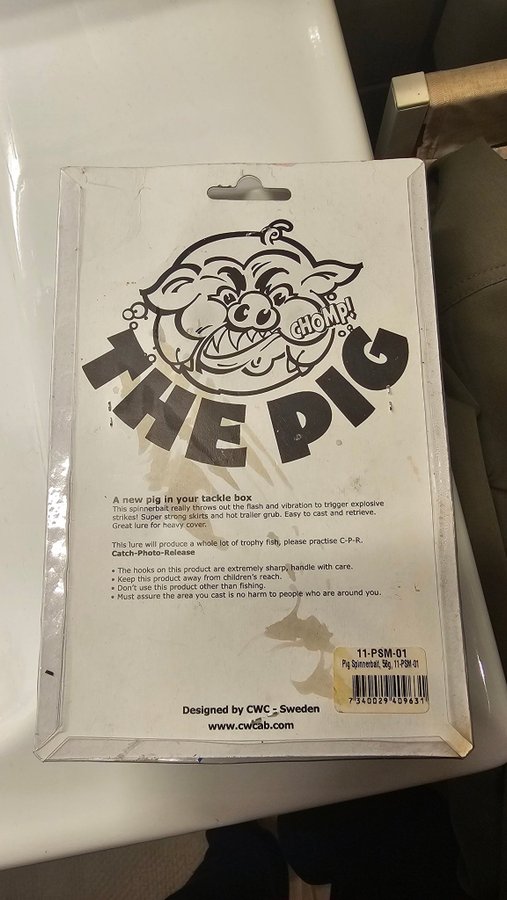 CHOMP!
THE PIG
A new pig in your tackle box
This spinnerbait really throws out the flash and vibration to trigger explosive
strikes! Super strong skirts and hot trailer grub. Easy to cast and retrieve.
Great lure for heavy cover.
This lure will produce a whole lot of trophy fish, please practise C-P-R.
Catch-Photo-Release
• The hooks on this product are extremely sharp, handle with care.
• Keep this product away from children's reach.
• Don't use this product other than fishing.
• Must assure the area you cast is no harm to people who are around you.
11-PSM-01
Pig Spinnerbait, 56g, 11-PSM-01
7 340029 409631
Designed by CWC - Sweden
www.cwcab.com